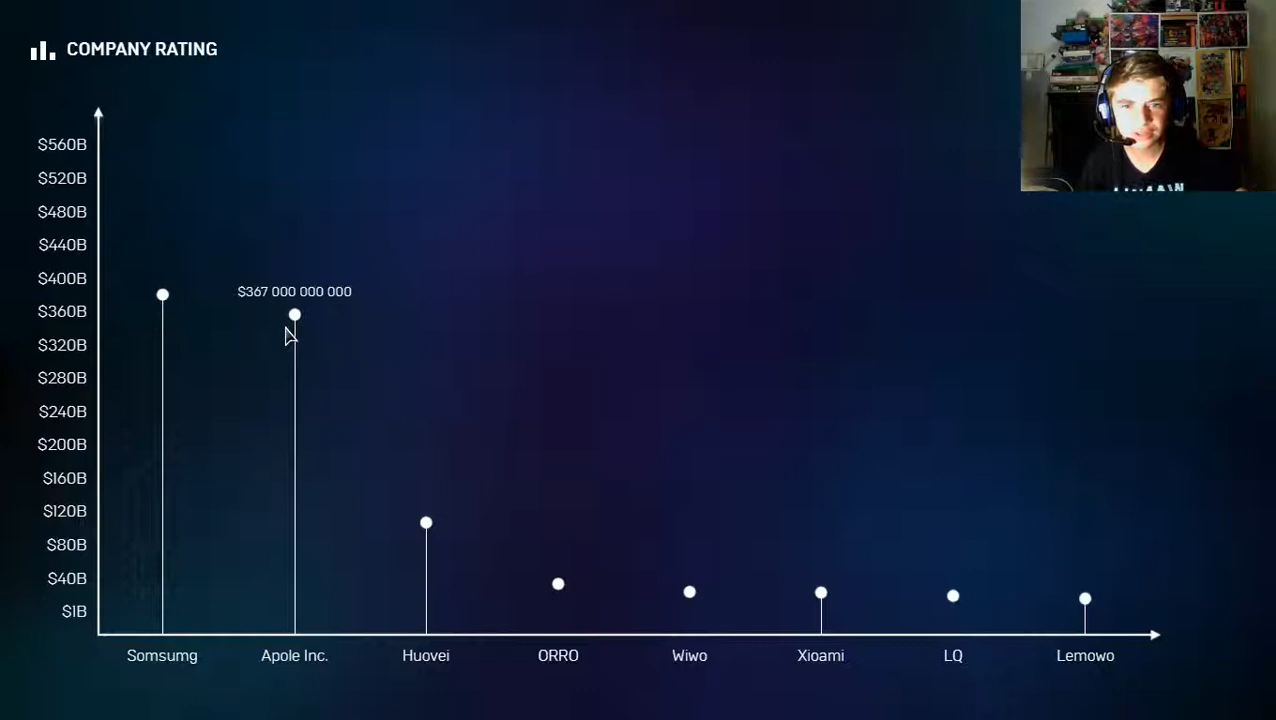 COMPANY RATING
$560B
$520B
$480B
$440B
$400B
$367 000 000 000
$360B
$320B
$280B
$240B
$200B
$160B
$120B
$80B
$40B
$1B
Somsumg Apole Inc. Huovei ORRO Wiwo Xioami LQ Lemowo